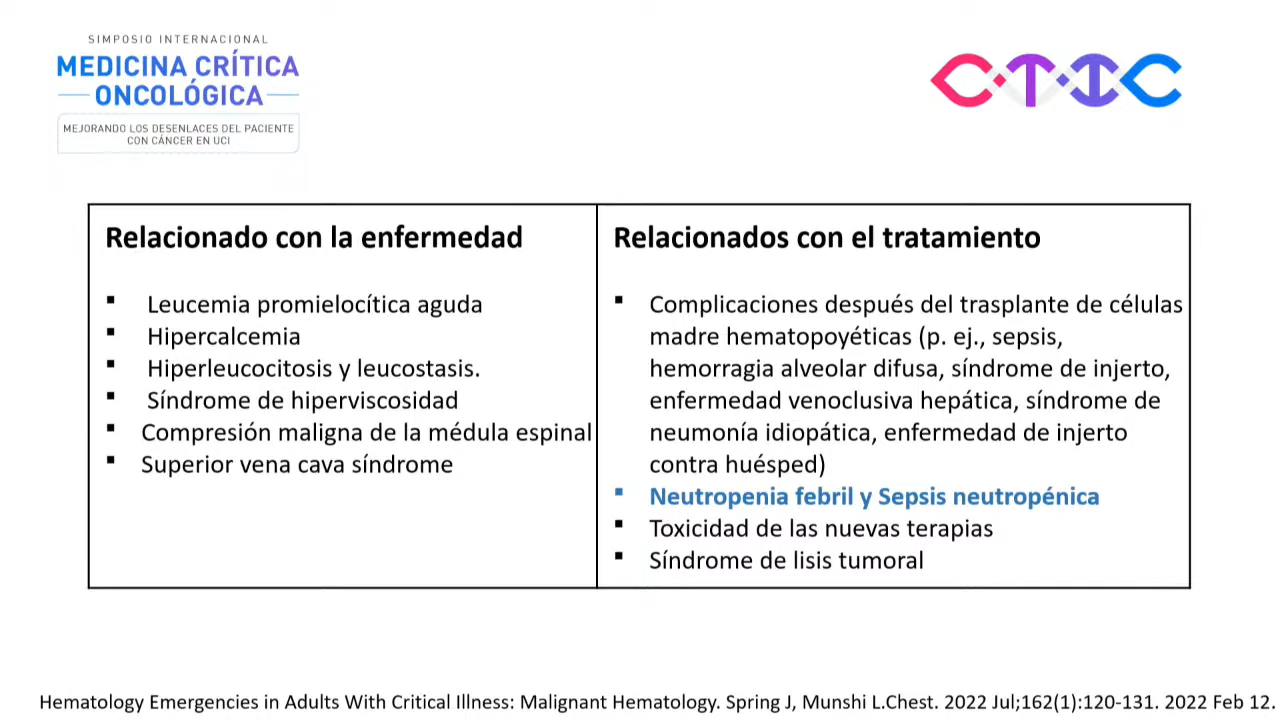 SIMPOSIO INTERNACIONAL
MEDICINA CRÍTICA
ONCOLÓGICA
MEJORANDO LOS DESENLACES DEL PACIENTE
CON CÁNCER EN UCI
CTIC
Relacionado con la enfermedad
▪ Leucemia promielocítica aguda
▪ Hipercalcemia
▪ Hiperleucocitosis y leucostasis.
▪ Síndrome de hiperviscosidad
▪ Compresión maligna de la médula espinal
▪ Superior vena cava síndrome
Relacionados con el tratamiento
▪ Complicaciones después del trasplante de células
madre hematopoyéticas (p. ej., sepsis,
hemorragia alveolar difusa, síndrome de injerto,
enfermedad venoclusiva hepática, síndrome de
neumonía idiopática, enfermedad de injerto
contra huésped)
▪ Neutropenia febril y Sepsis neutropénica
▪ Toxicidad de las nuevas terapias
▪ Síndrome de lisis tumoral
Hematology Emergencies in Adults With Critical Illness: Malignant Hematology. Spring J, Munshi L.Chest. 2022 Jul;162(1):120-131. 2022 Feb 12.